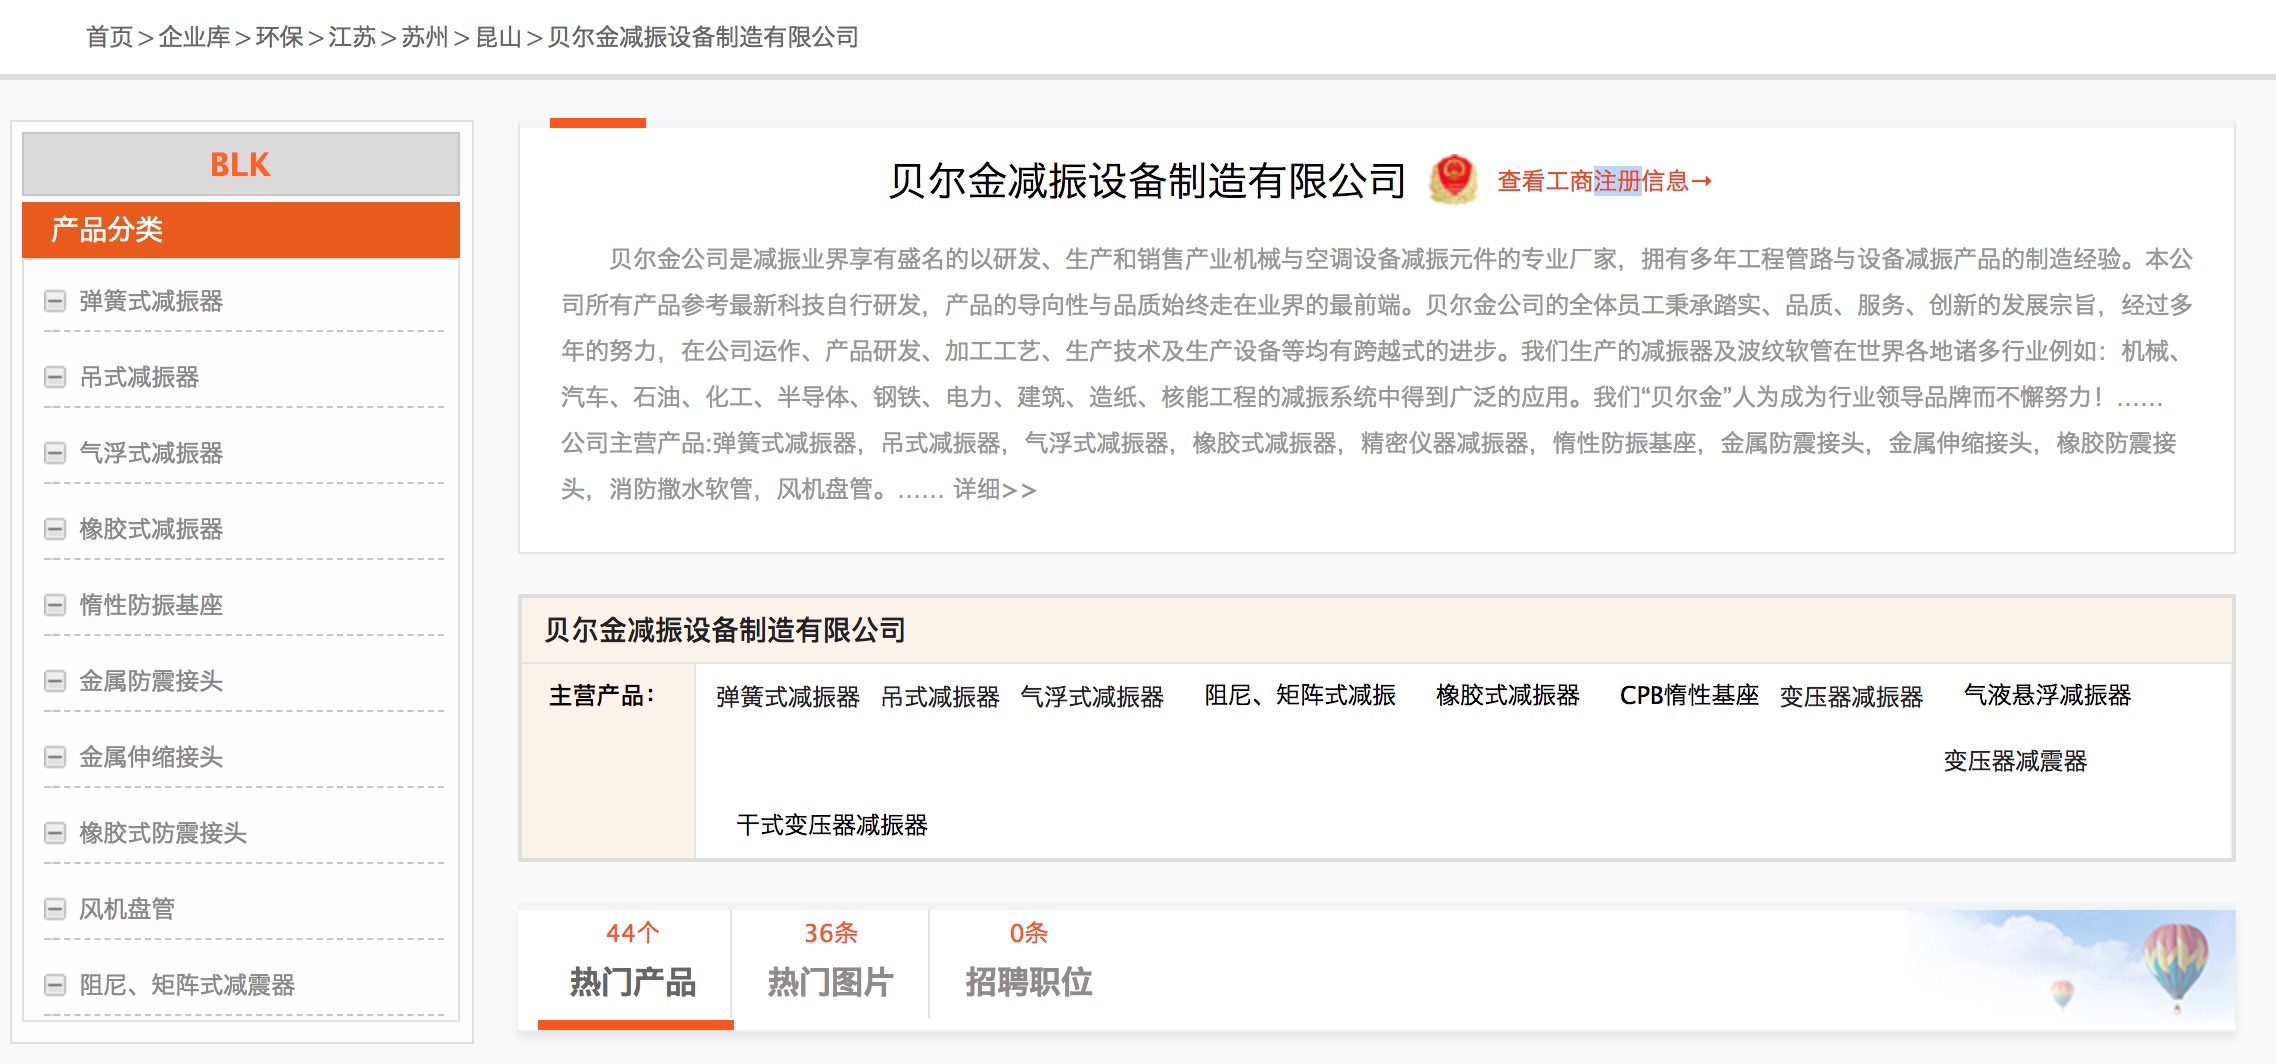 首页>企业库>环保>江苏>苏州>昆山>贝尔金减振设备制造有限公司
BLK
产品分类
弹簧式减振器
吊式减振器
气浮式减振器
橡胶式减振器
惰性防振基座
金属防震接头
金属伸缩接头
橡胶式防震接头
风机盘管
阻尼、矩阵式减震器
贝尔金减振设备制造有限公司 查看工商注册信息→
贝尔金公司是减振业界享有盛名的以研发、生产和销售产业机械与空调设备减振元件的专业厂家，拥有多年工程管路与设备减振产品的制造经验。本公
司所有产品参考最新科技自行研发，产品的导向性与品质始终走在业界的最前端。贝尔金公司的全体员工秉承踏实、品质、服务、创新的发展宗旨，经过多
年的努力，在公司运作、产品研发、加工工艺、生产技术及生产设备等均有跨越式的进步。我们生产的减振器及波纹软管在世界各地诸多行业例如：机械、
汽车、石油、化工、半导体、钢铁、电力、建筑、造纸、核能工程的减振系统中得到广泛的应用。我们“贝尔金”人为成为行业领导品牌而不懈努力！……
公司主营产品:弹簧式减振器，吊式减振器，气浮式减振器，橡胶式减振器，精密仪器减振器，惰性防振基座，金属防震接头，金属伸缩接头，橡胶防震接
头，消防撒水软管，风机盘管。…… 详细>>
贝尔金减振设备制造有限公司
主营产品： 弹簧式减振器 吊式减振器 气浮式减振器 阻尼、矩阵式减振 橡胶式减振器 CPB惰性基座 变压器减振器 气液悬浮减振器
变压器减震器
干式变压器减振器
44个 36条 0条
热门产品 热门图片 招聘职位